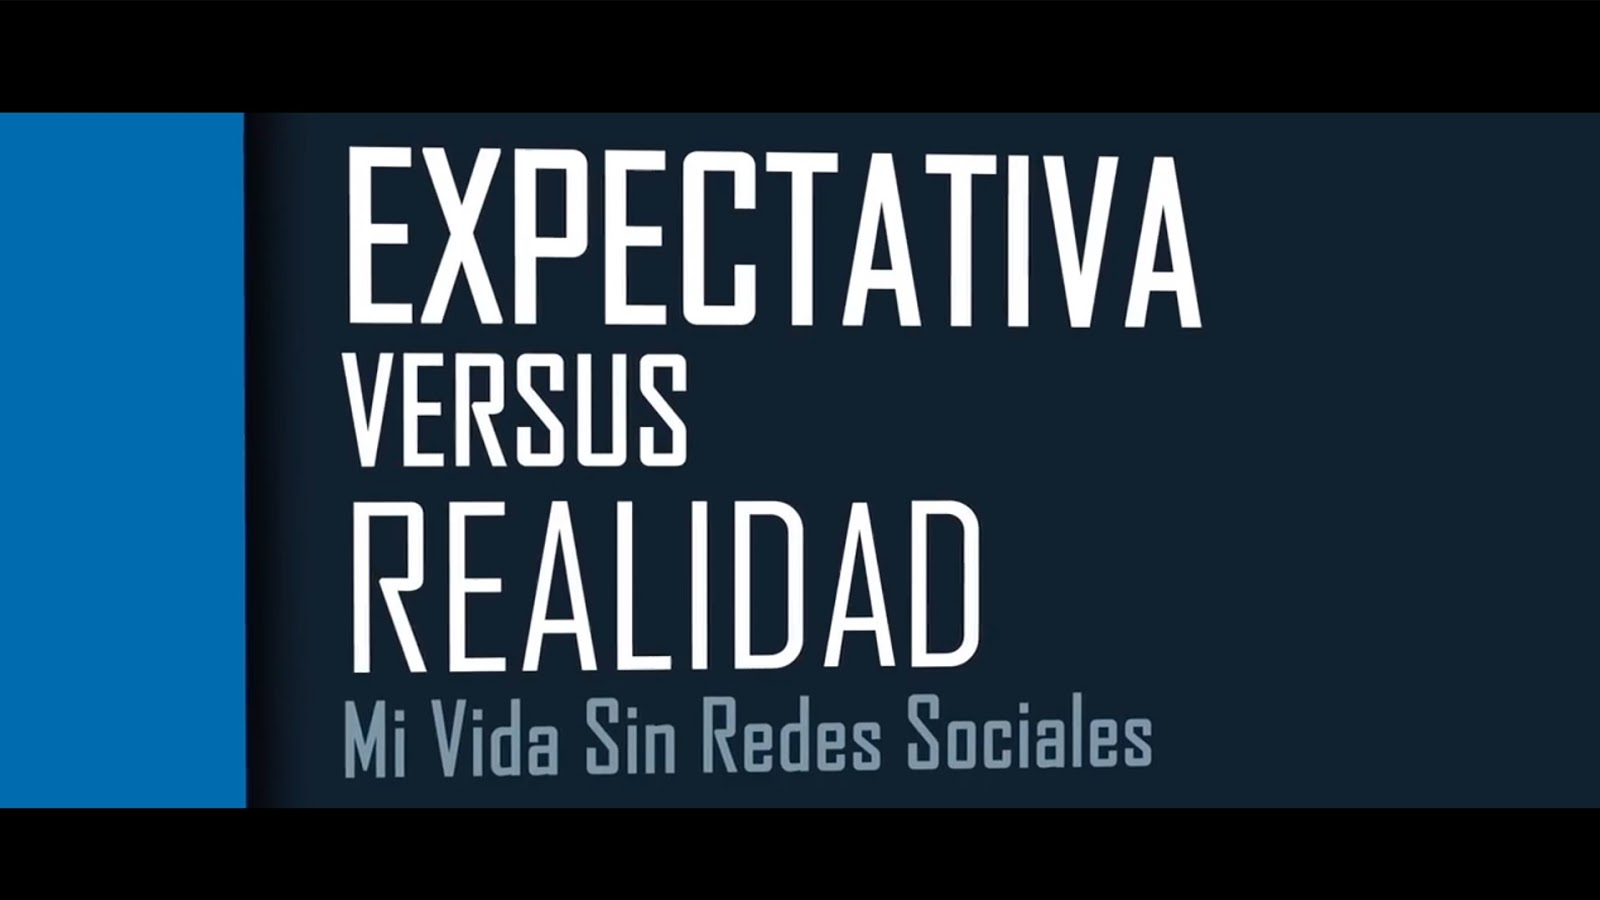 EXPECTATIVA
VERSUS
REALIDAD
Mi Vida Sin Redes Sociales